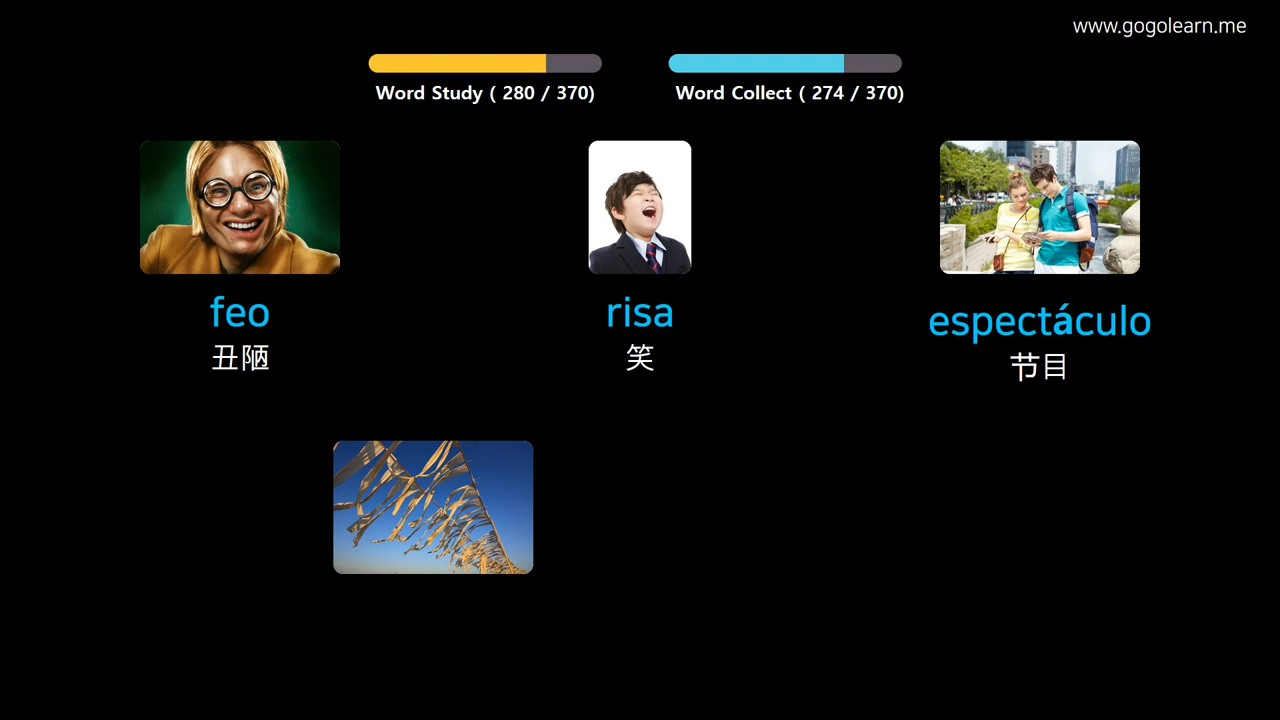 www.gogolearn.me
Word Study ( 280 / 370)
Word Collect ( 274 / 370)
feo
risa
espectáculo
丑陋
笑
节目